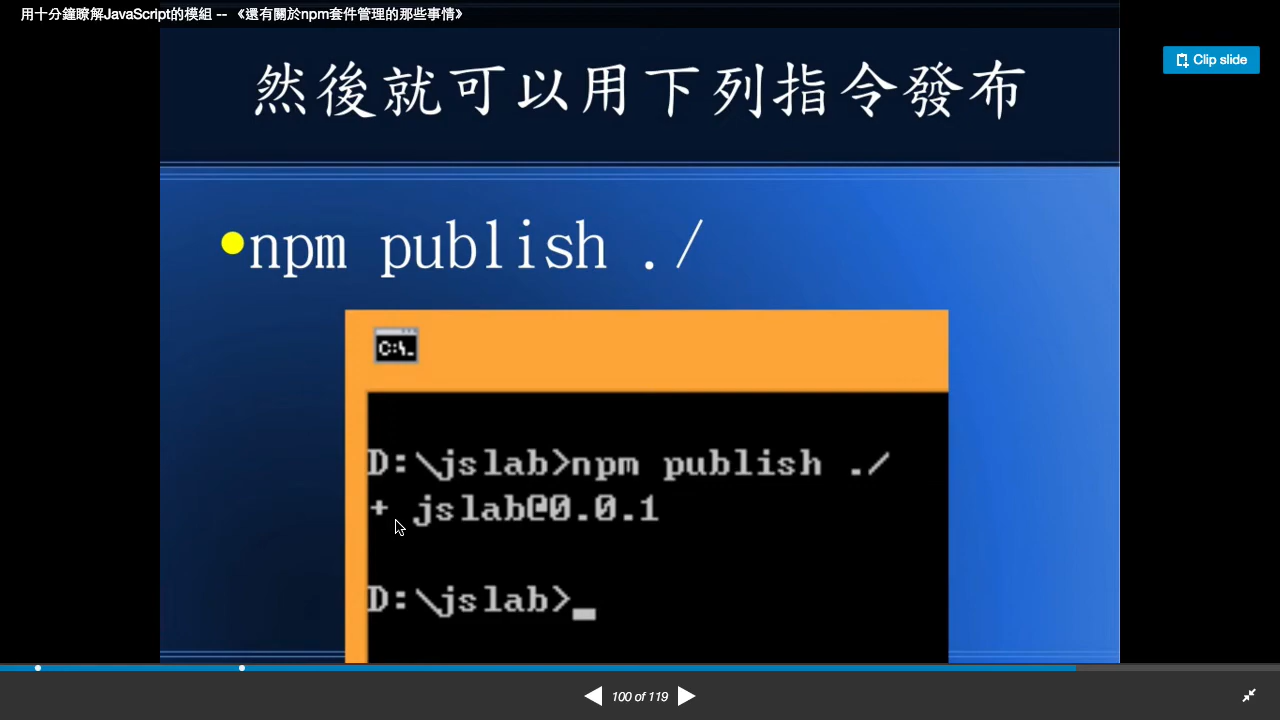 用十分鐘瞭解JavaScript的模組 -- 《還有關於npm套件管理的那些事情》
Clip slide
然後就可以用下列指令發布
•npm publish ./
C:\_
D:\jslab>npm publish ./
+ jslab@0.0.1
D:\jslab>_
100 of 119